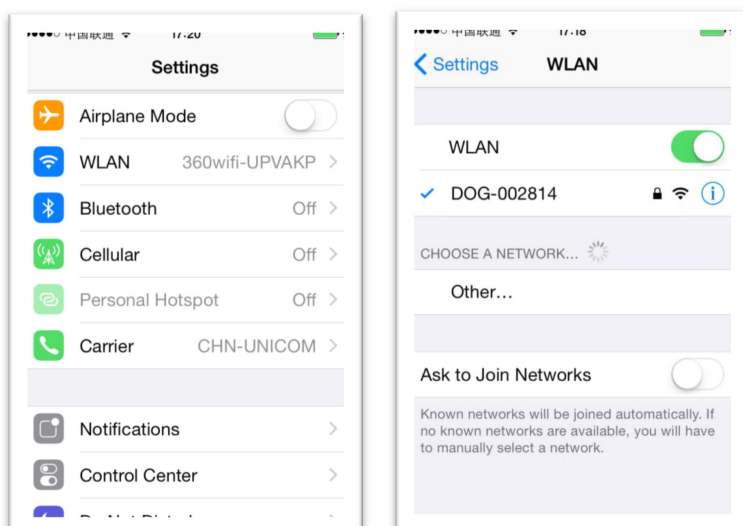 中国联通 17:20
Settings
Airplane Mode
WLAN 360wifi-UPVAKP
Bluetooth Off
Cellular Off
Personal Hotspot Off
Carrier CHN-UNICOM
Notifications
Control Center
中国联通 17:18
Settings WLAN
WLAN
DOG-002814
CHOOSE A NETWORK...
Other...
Ask to Join Networks
Known networks will be joined automatically. If
no known networks are available, you will have
to manually select a network.